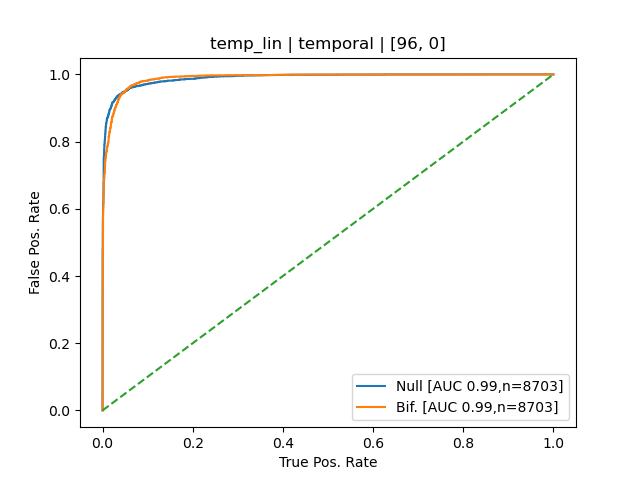 temp_lin | temporal | [96, 0]
1.0
0.8
0.6
0.4
0.2
0.0
False Pos. Rate
0.0 0.2 0.4 0.6 0.8 1.0
True Pos. Rate
Null [AUC 0.99,n=8703]
Bif. [AUC 0.99,n=8703]